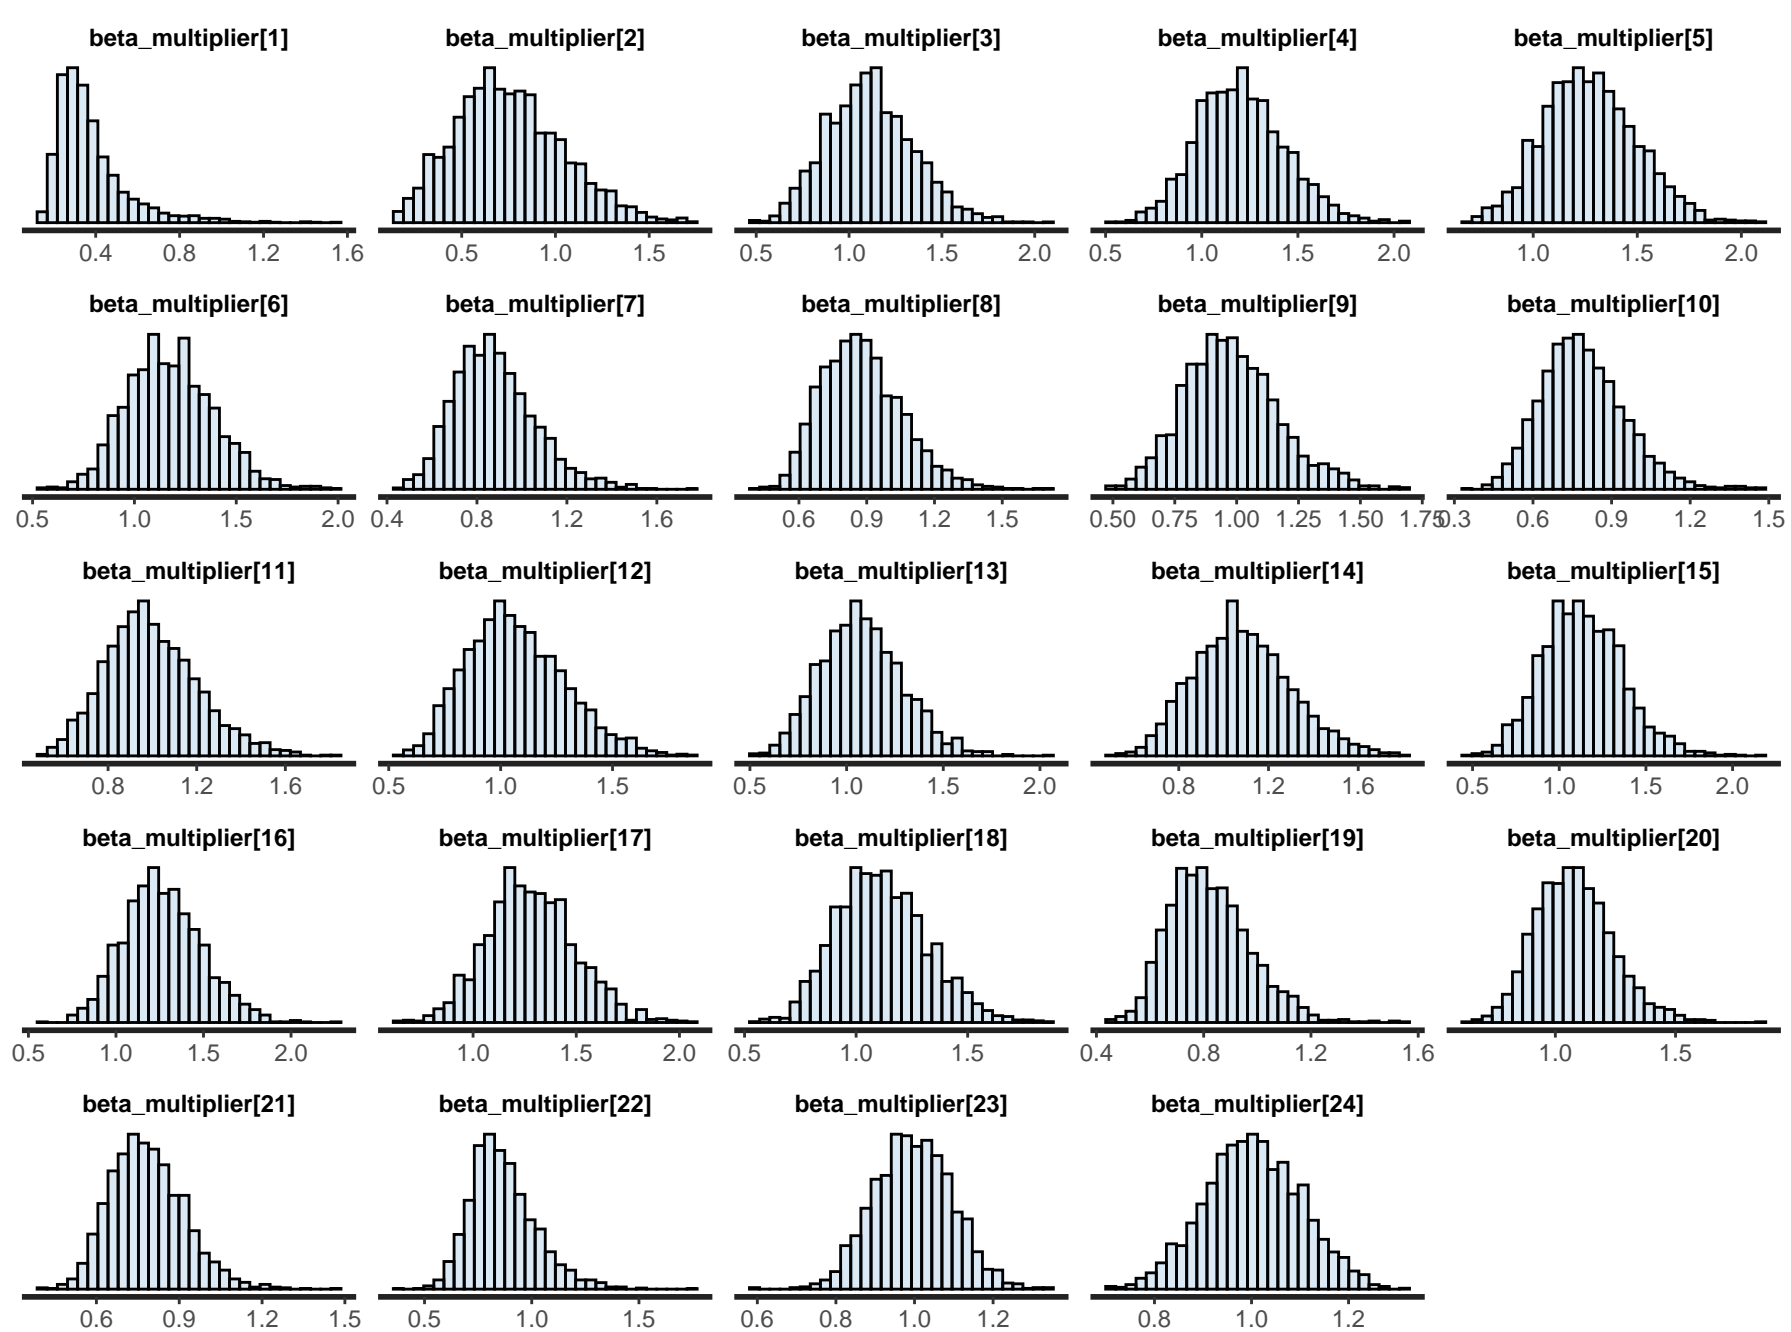 beta_multiplier[1] beta_multiplier[2] beta_multiplier[3] beta_multiplier[4] beta_multiplier[5]
0.4 0.8 1.2 1.6 0.5 1.0 1.5 0.5 1.0 1.5 2.0 0.5 1.0 1.5 2.0 1.0 1.5 2.0
beta_multiplier[6] beta_multiplier[7] beta_multiplier[8] beta_multiplier[9] beta_multiplier[10]
0.5 1.0 1.5 2.0 0.4 0.8 1.2 1.6 0.6 0.9 1.2 1.5 0.50 0.75 1.00 1.25 1.50 1.75 0.3 0.6 0.9 1.2 1.5
beta_multiplier[11] beta_multiplier[12] beta_multiplier[13] beta_multiplier[14] beta_multiplier[15]
0.8 1.2 1.6 0.5 1.0 1.5 0.5 1.0 1.5 2.0 0.8 1.2 1.6 0.5 1.0 1.5 2.0
beta_multiplier[16] beta_multiplier[17] beta_multiplier[18] beta_multiplier[19] beta_multiplier[20]
0.5 1.0 1.5 2.0 1.0 1.5 2.0 0.5 1.0 1.5 0.4 0.8 1.2 1.6 1.0 1.5
beta_multiplier[21] beta_multiplier[22] beta_multiplier[23] beta_multiplier[24]
0.6 0.9 1.2 1.5 0.5 1.0 1.5 0.6 0.8 1.0 1.2 0.8 1.0 1.2